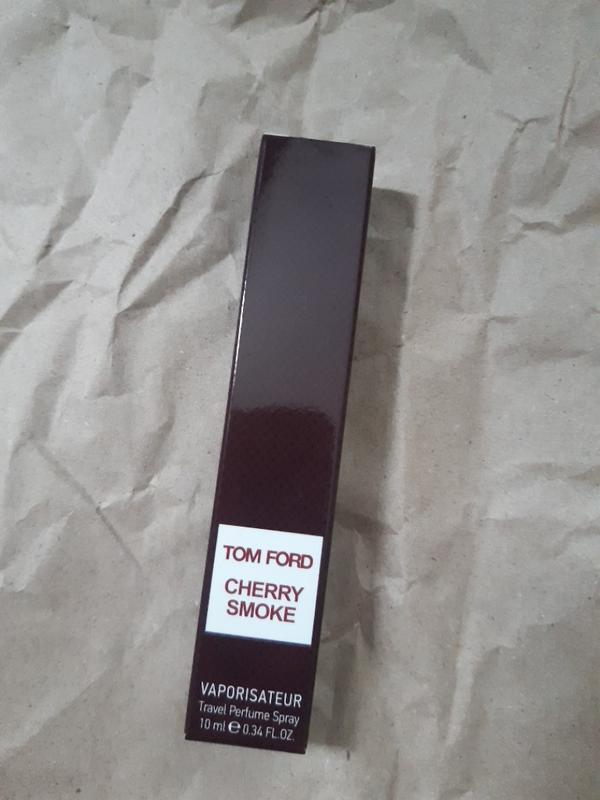 TOM FORD
CHERRY
SMOKE
VAPORISATEUR
Travel Perfume Spray
10 ml ℮ 0.34 FL.OZ.